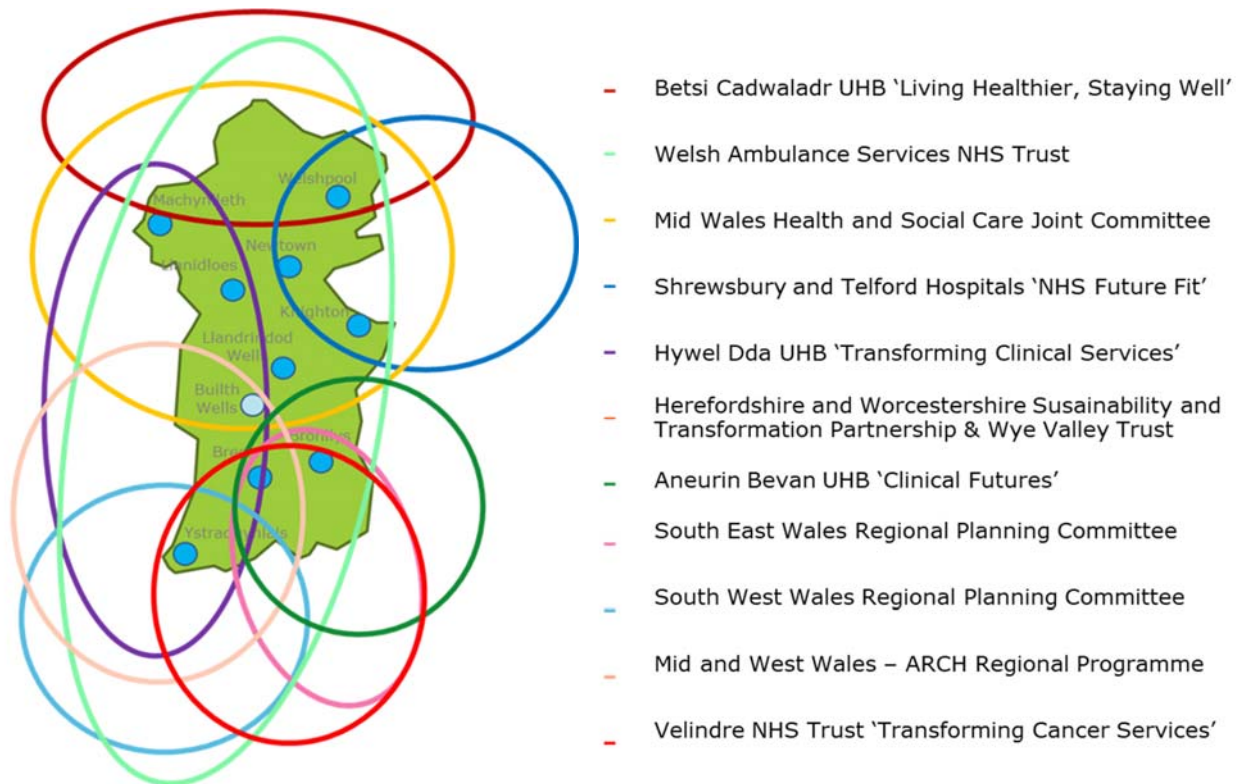 Welshpool
Machynlleth
Newtown
Llanidloes
Knighton
Llandrindod
Wells
Builth
Wells
Bronllys
Ystradgynlais
Betsi Cadwaladr UHB ‘Living Healthier, Staying Well’
Welsh Ambulance Services NHS Trust
Mid Wales Health and Social Care Joint Committee
Shrewsbury and Telford Hospitals ‘NHS Future Fit’
Hywel Dda UHB ‘Transforming Clinical Services’
Herefordshire and Worcestershire Susainability and
Transformation Partnership & Wye Valley Trust
Aneurin Bevan UHB ‘Clinical Futures’
South East Wales Regional Planning Committee
South West Wales Regional Planning Committee
Mid and West Wales – ARCH Regional Programme
Velindre NHS Trust ‘Transforming Cancer Services’